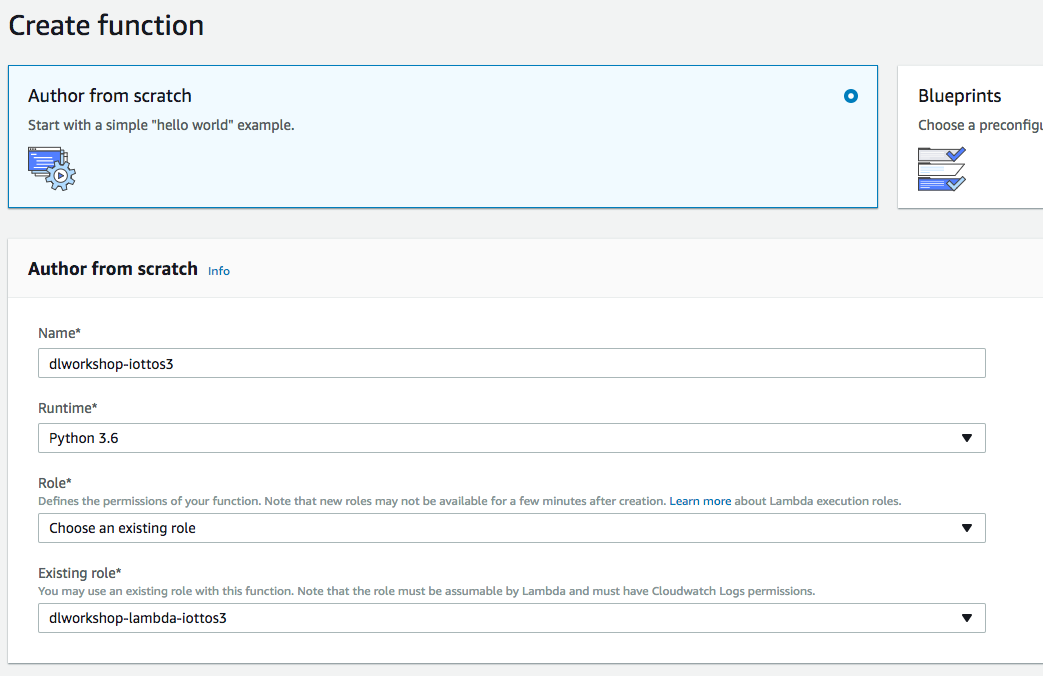 Create function
Author from scratch
Start with a simple "hello world" example.
Blueprints
Choose a preconfigu
Author from scratch Info
Name*
dlworkshop-iottos3
Runtime*
Python 3.6
Role*
Defines the permissions of your function. Note that new roles may not be available for a few minutes after creation. Learn more about Lambda execution roles.
Choose an existing role
Existing role*
You may use an existing role with this function. Note that the role must be assumable by Lambda and must have Cloudwatch Logs permissions.
dlworkshop-lambda-iottos3